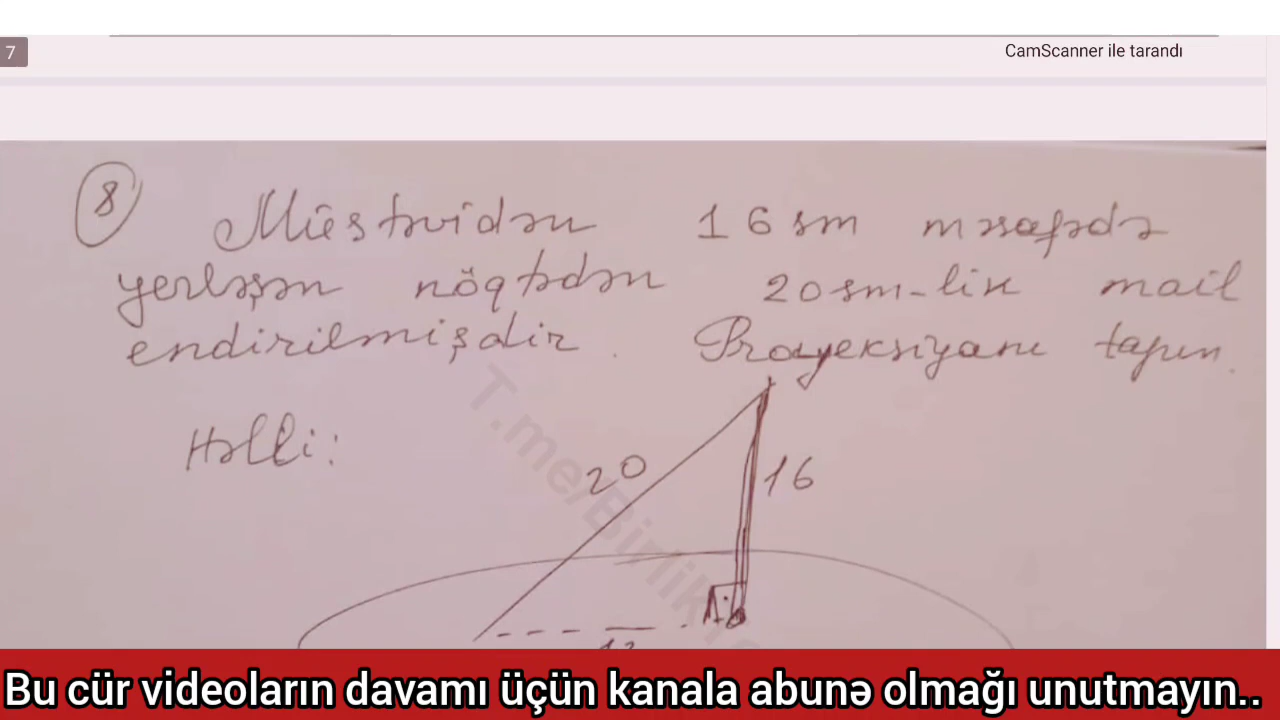 7
CamScanner ile tarandı
8 Müstəvidən 16 sm məsafədə
yerləşən nöqtədən 20 sm-lik mail
endirilmişdir. Proyeksiyanı tapın.
Həlli:
20
16
Bu cür videoların davamı üçün kanala abunə olmağı unutmayın..